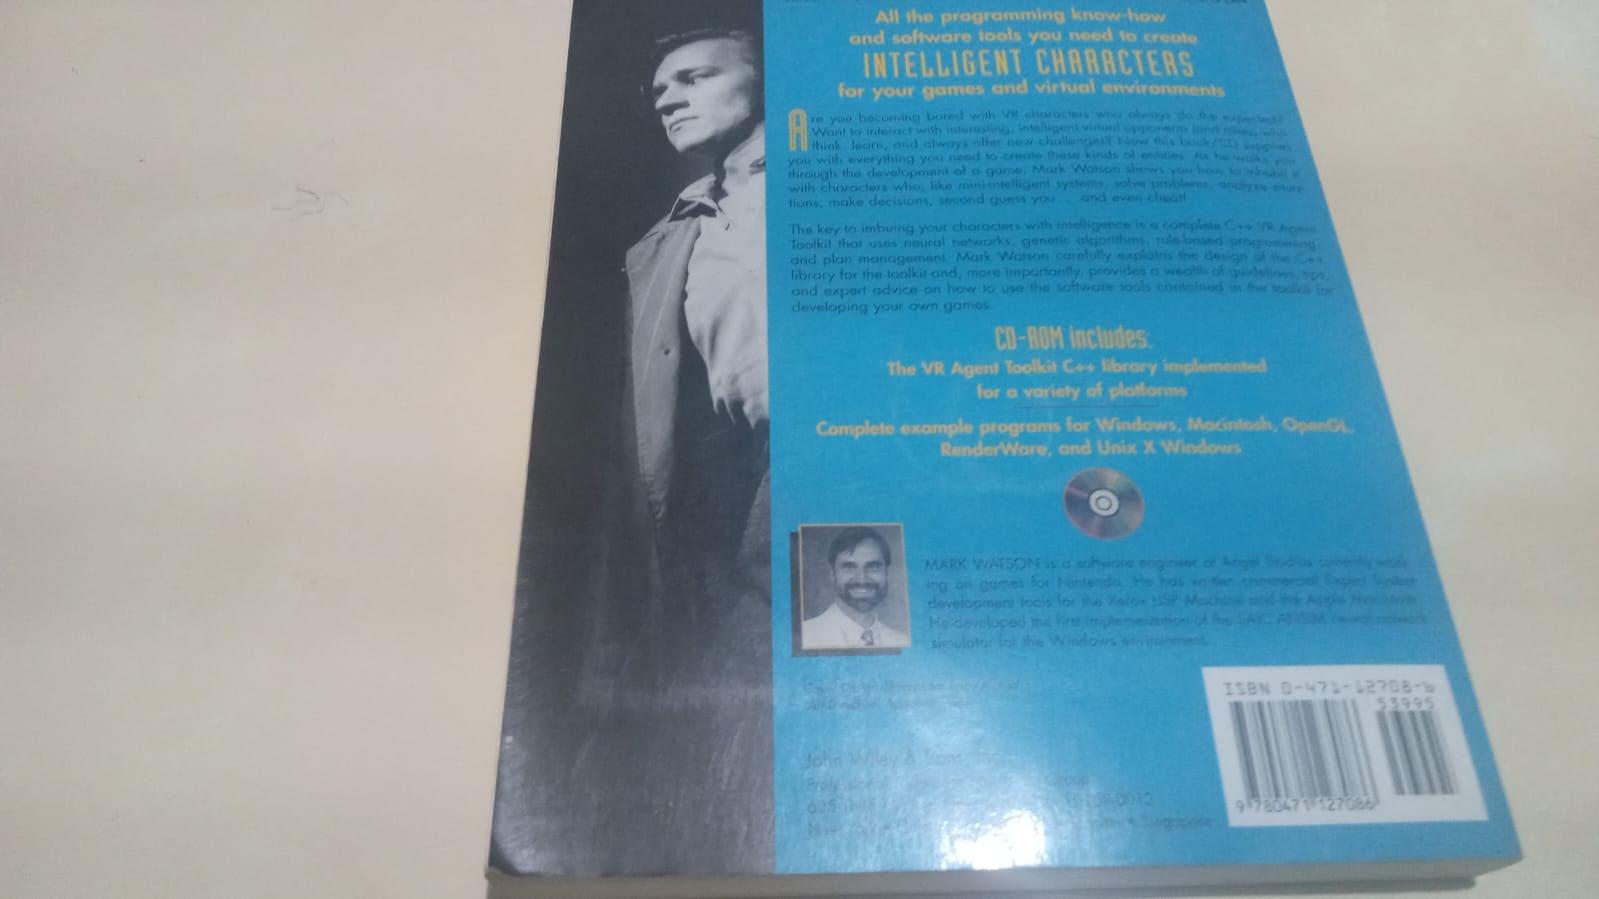 All the programming know-how
and software tools you need to create
INTELLIGENT CHARACTERS
for your games and virtual environments
Are you becoming bored with VR characters who always do the expected?
Want to interact with interesting, intelligent virtual opponents (and allies) who
think, learn, and always offer new challenges? Now this book/CD supplies
you with everything you need to create these kinds of entities. As he walks you
through the development of a game, Mark Watson shows you how to inhabit it
with characters who, like mini-intelligent systems, solve problems, analyze situa-
tions, make decisions, second guess you . . . and even cheat!
The key to imbuing your characters with intelligence is a complete C++ VR Agent
Toolkit that uses neural networks, genetic algorithms, rule-based programming,
and plan management. Mark Watson carefully explains the design of the C++
library for the toolkit and, more importantly, provides a wealth of guidelines, tips,
and expert advice on how to use the software tools contained in the toolkit for
developing your own games.
CD-ROM includes:
The VR Agent Toolkit C++ library implemented
for a variety of platforms
Complete example programs for Windows, Macintosh, OpenGL,
RenderWare, and Unix X Windows
MARK WATSON is a software engineer at Angel Studios currently work-
ing on games for Nintendo. He has written commercial Expert System
development tools for the Xerox LISP Machine and the Apple Macintosh.
He developed the first implementation of the SAIC ANSim neural network
simulator for the Windows environment.
John Wiley & Sons, Inc.
Group
Singapore
ISBN 0-471-12708-6
53995
9 780471 127086